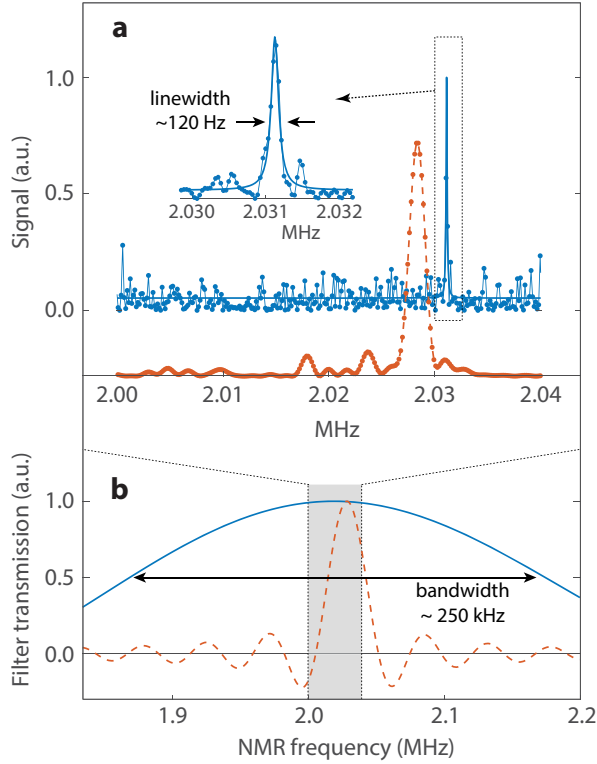 a
1.0
0.5
0.0
Signal (a.u.)
linewidth
~120 Hz
2.030
2.031
2.032
MHz
2.00
2.01
2.02
2.03
2.04
MHz
b
1.0
0.5
0.0
Filter transmission (a.u.)
bandwidth
~ 250 kHz
1.9
2.0
2.1
2.2
NMR frequency (MHz)